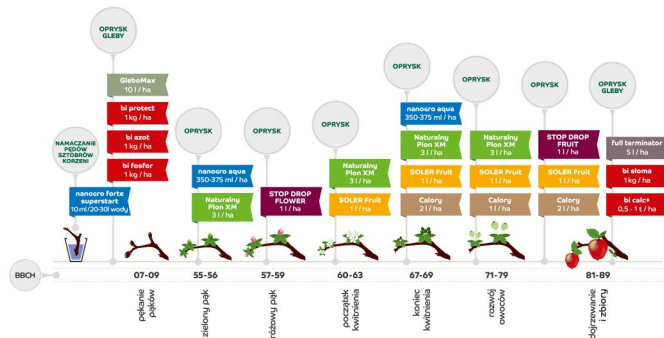 NAMACZANIE
PĘDÓW
SZTOBRÓW
KORZENI
nanogro forte
superstart
10 ml/20-30l wody
OPRYSK
GLEBY
GleboMax
10 l / ha
bi protect
1 kg / ha
bi azot
1 kg / ha
bi fosfor
1 kg / ha
OPRYSK
nanogro aqua
350-375 ml / ha
Naturalny
Plon XM
3 l / ha
OPRYSK
STOP DROP
FLOWER
1 l / ha
OPRYSK
Naturalny
Plon XM
3 l / ha
SOLER Fruit
1 l / ha
OPRYSK
nanogro aqua
350-375 ml / ha
Naturalny
Plon XM
3 l / ha
SOLER Fruit
1 l / ha
Calory
2 l / ha
OPRYSK
Naturalny
Plon XM
3 l / ha
SOLER Fruit
1 l / ha
Calory
2 l / ha
OPRYSK
STOP DROP
FRUIT
1 l / ha
SOLER Fruit
1 l / ha
Calory
2 l / ha
OPRYSK
GLEBY
full terminator
5 l / ha
bi słoma
1kg / ha
bi calc+
0,5 - 1 t / ha
BBCH
07-09
55-56
57-59
60-63
67-69
71-79
81-89
pękanie
pąków
zielony pąk
różowy pąk
początek
kwitnienia
koniec
kwitnienia
rozwój
owoców
dojrzewanie
i zbiory